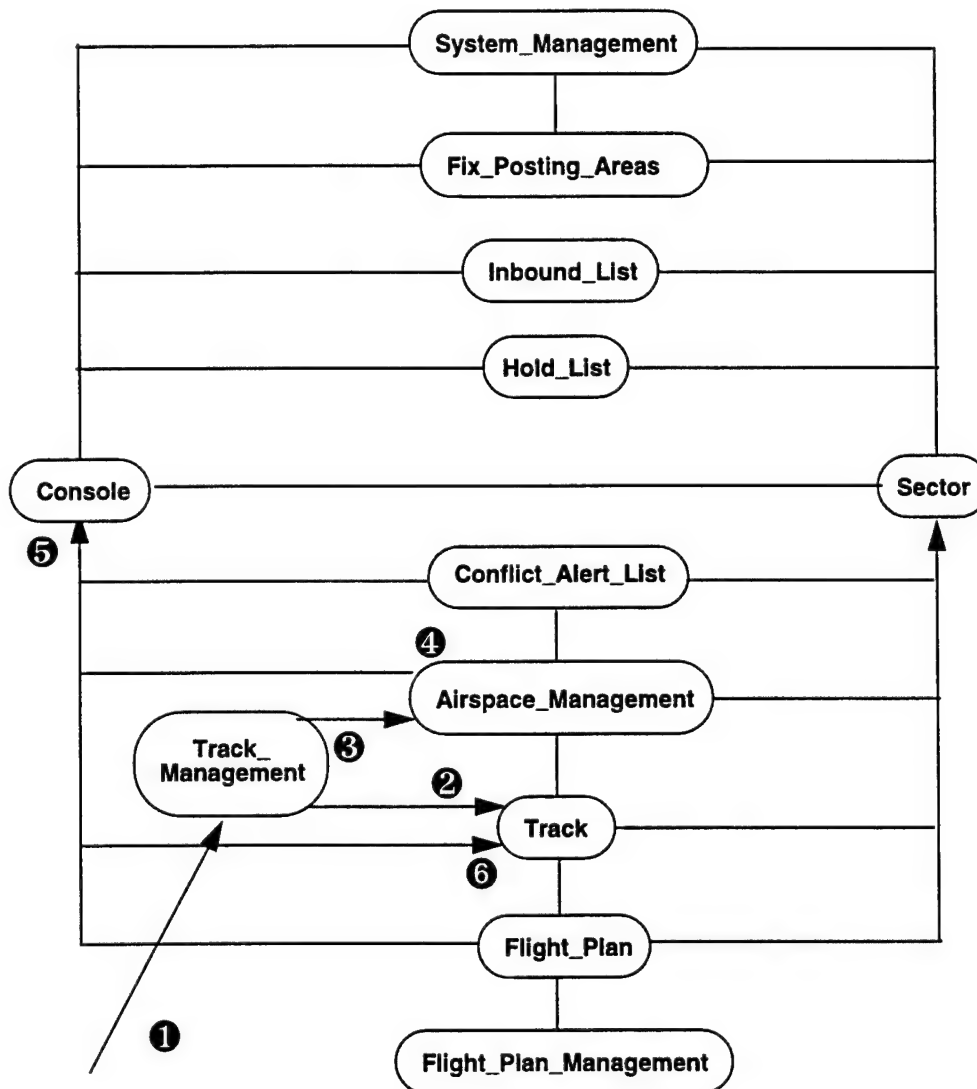 System_Management
Fix_Posting_Areas
Inbound_List
Hold_List
Console
Sector
❺
Conflict_Alert_List
❹
Airspace_Management
Track_
Management
❸
❷
Track
❻
Flight_Plan
❶
Flight_Plan_Management